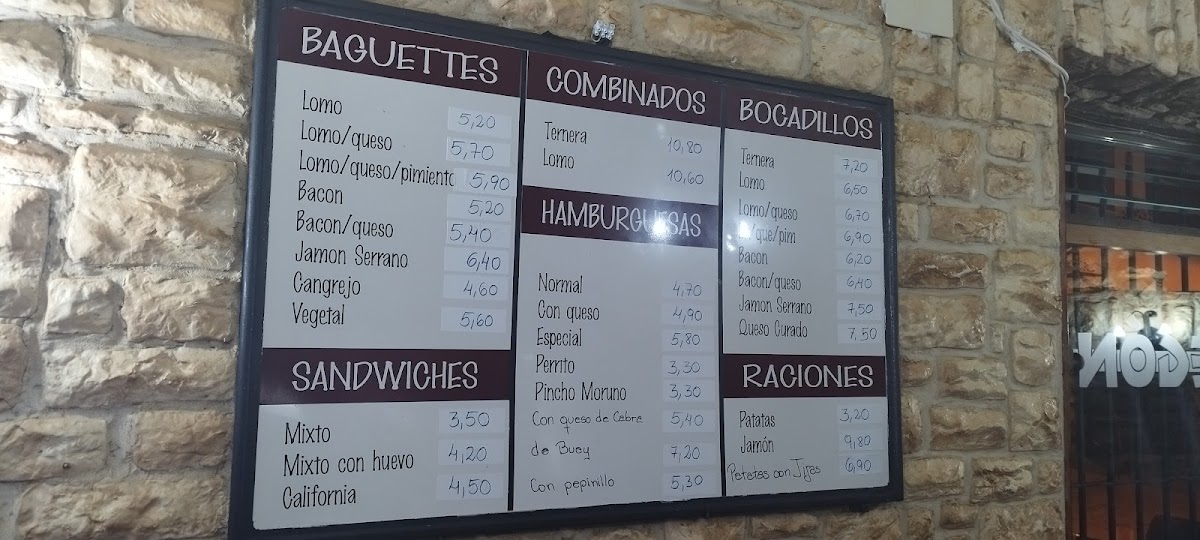 BAGUETTES
Lomo 5,20
Lomo/queso 5,70
Lomo/queso/pimiento 5,90
Bacon 5,20
Bacon/queso 5,40
Jamon Serrano 6,40
Cangrejo 4,60
Vegetal 5,60
SANDWICHES
Mixto 3,50
Mixto con huevo 4,20
California 4,50
COMBINADOS
Ternera 10,80
Lomo 10,60
HAMBURGUESAS
Normal 4,70
Con queso 4,90
Especial 5,80
Perrito 3,30
Pincho Moruno 3,30
Con queso de Cabra 5,40
de Buey 7,20
Con pepinillo 5,30
BOCADILLOS
Ternera 7,20
Lomo 6,50
Lomo/queso 6,70
/que/pim 6,90
Bacon 6,20
Bacon/queso 6,40
Jamon Serrano 7,50
Queso Curado 7,50
RACIONES
Patatas 3,20
Jamón 9,80
Patatas con Tiras 6,90